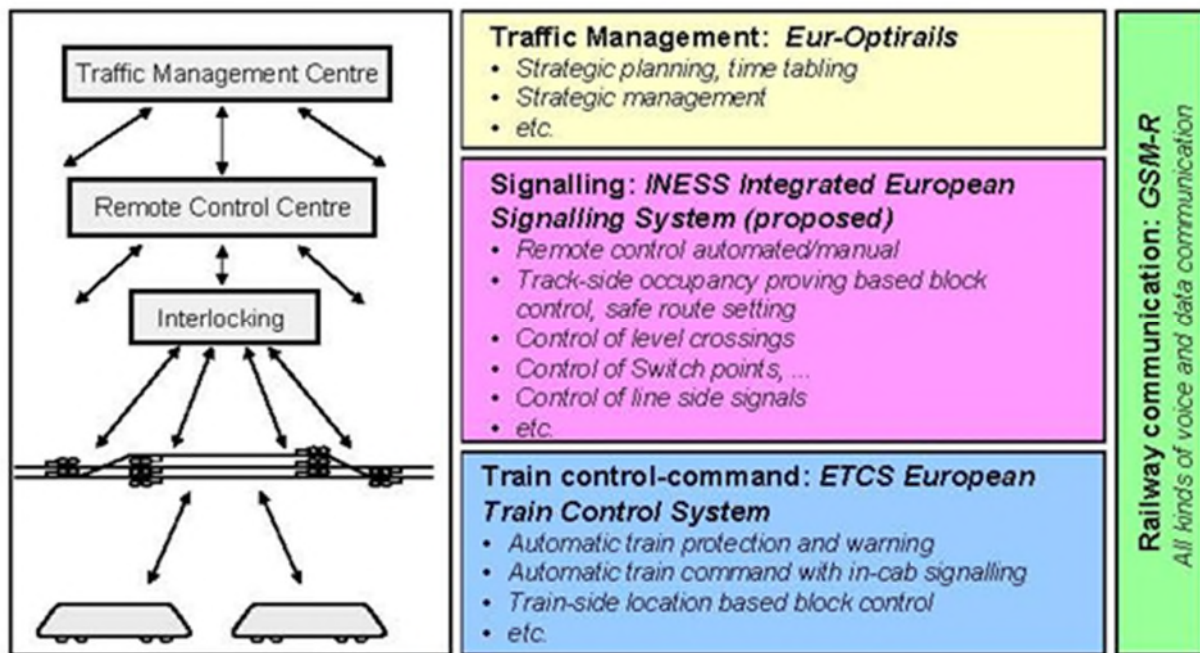 Traffic Management Centre
Remote Control Centre
Interlocking
Traffic Management: Eur-Optirails
• Strategic planning, time tabling
• Strategic management
• etc.
Signalling: INESS Integrated European
Signalling System (proposed)
• Remote control automated/manual
• Track-side occupancy proving based block
control, safe route setting
• Control of level crossings
• Control of Switch points, ...
• Control of line side signals
• etc.
Train control-command: ETCS European
Train Control System
• Automatic train protection and warning
• Automatic train command with in-cab signalling
• Train-side location based block control
• etc.
Railway communication: GSM-R
All kinds of voice and data communication